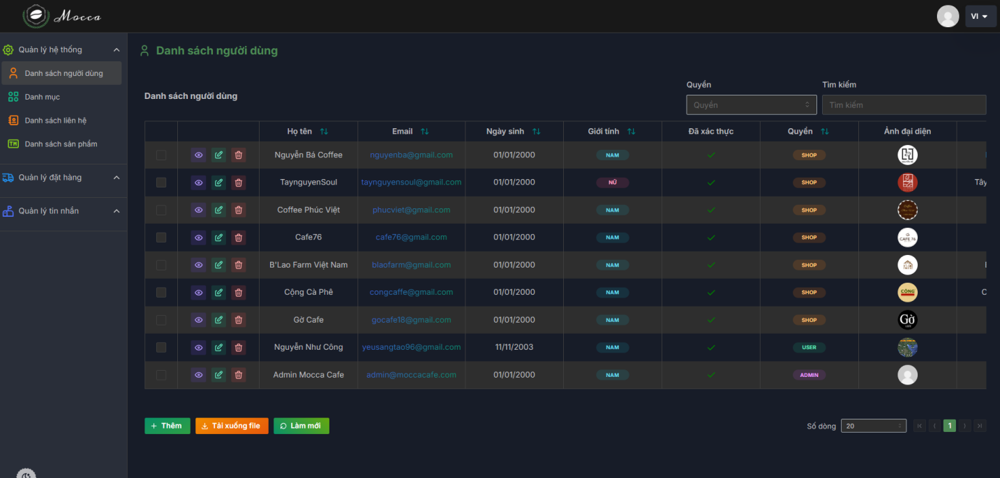 Mocca
VI
Quản lý hệ thống
Danh sách người dùng
Danh mục
Danh sách liên hệ
Danh sách sản phẩm
Quản lý đặt hàng
Quản lý tin nhắn
Danh sách người dùng
Danh sách người dùng
Quyền
Tìm kiếm
Quyền
Tìm kiếm
Họ tên Email Ngày sinh Giới tính Đã xác thực Quyền Ảnh đại diện
Nguyễn Bá Coffee nguyenba@gmail.com 01/01/2000 NAM SHOP
TaynguyenSoul taynguyensoul@gmail.com 01/01/2000 NỮ SHOP Tây
Coffee Phúc Việt phucviet@gmail.com 01/01/2000 NAM SHOP
Cafe76 cafe76@gmail.com 01/01/2000 NAM SHOP CAFE 76
B'Lao Farm Việt Nam blaofarm@gmail.com 01/01/2000 NAM SHOP
Cộng Cà Phê congcaffe@gmail.com 01/01/2000 NAM SHOP CỘNG C
Gờ Cafe gocafe18@gmail.com 01/01/2000 NAM SHOP Gờ
Nguyễn Như Công yeusangtao96@gmail.com 11/11/2003 NAM USER
Admin Mocca Cafe admin@moccacafe.com 01/01/2000 NAM ADMIN
Thêm
Tải xuống file
Làm mới
Số dòng 20 1